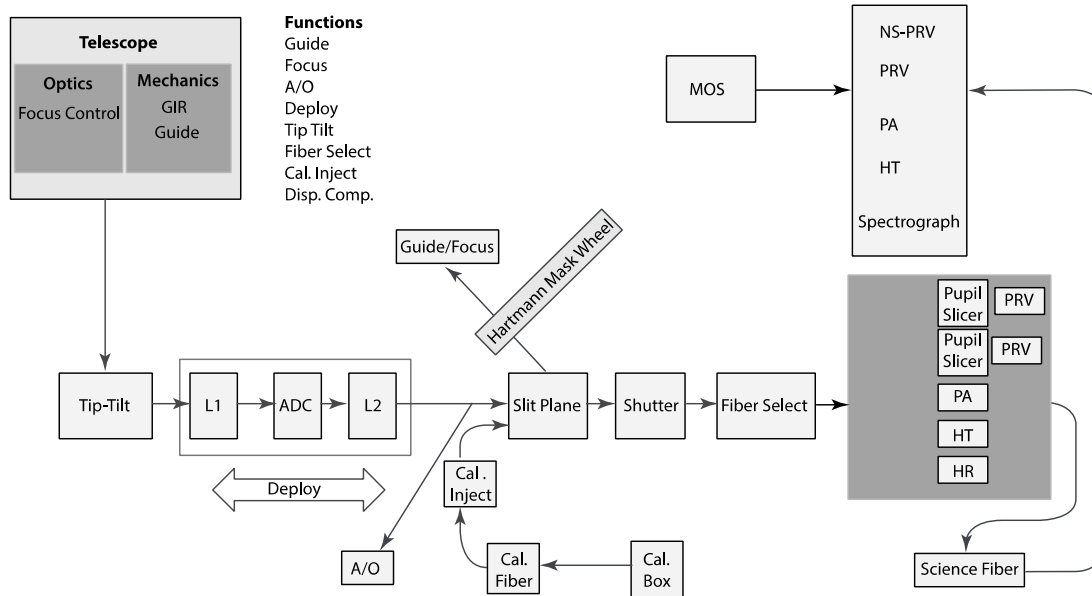 Telescope
Optics
Focus Control
Mechanics
GIR
Guide
Functions
Guide
Focus
A/O
Deploy
Tip Tilt
Fiber Select
Cal. Inject
Disp. Comp.
MOS
NS-PRV
PRV
PA
HT
Spectrograph
Guide/Focus
Hartmann Mask Wheel
Tip-Tilt
L1
ADC
L2
Slit Plane
Shutter
Fiber Select
Pupil
Slicer
PRV
Pupil
Slicer
PRV
PA
HT
HR
Deploy
Cal .
Inject
A/O
Cal.
Fiber
Cal.
Box
Science Fiber